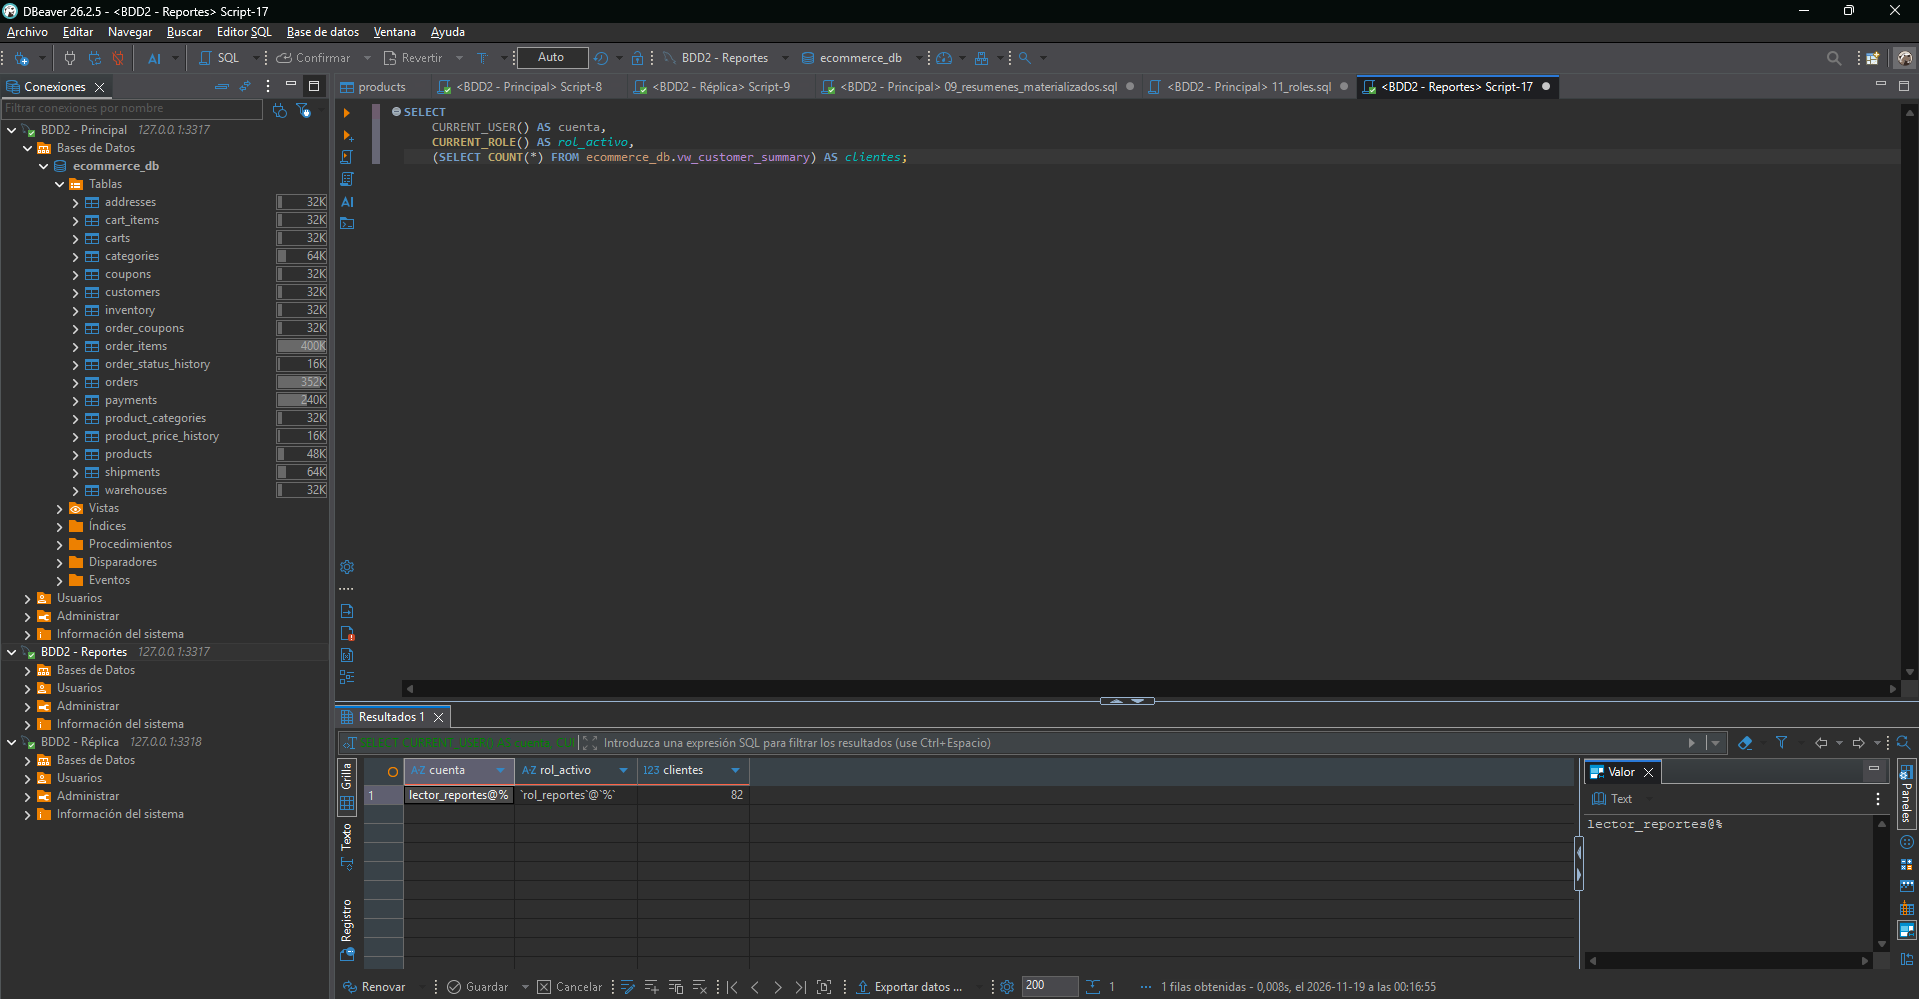 DBeaver 26.2.5 - <BDD2 - Reportes> Script-17
Archivo Editar Navegar Buscar Editor SQL Base de datos Ventana Ayuda
AI SQL Confirmar Revertir Auto BDD2 - Reportes ecommerce_db
Conexiones
products <BDD2 - Principal> Script-8 <BDD2 - Réplica> Script-9 <BDD2 - Principal> 09_resumenes_materializados.sql <BDD2 - Principal> 11_roles.sql <BDD2 - Reportes> Script-17
Filtrar conexiones por nombre
BDD2 - Principal 127.0.0.1:3317
Bases de Datos
ecommerce_db
Tablas
addresses 32K
cart_items 32K
carts 32K
categories 64K
coupons 32K
customers 32K
inventory 32K
order_coupons 32K
order_items 400K
order_status_history 16K
orders 352K
payments 240K
product_categories 32K
product_price_history 16K
products 48K
shipments 64K
warehouses 32K
Vistas
Índices
Procedimientos
Disparadores
Eventos
Usuarios
Administrar
Información del sistema
BDD2 - Reportes 127.0.0.1:3317
Bases de Datos
Usuarios
Administrar
Información del sistema
BDD2 - Réplica 127.0.0.1:3318
Bases de Datos
Usuarios
Administrar
Información del sistema
AI
SELECT
CURRENT_USER() AS cuenta,
CURRENT_ROLE() AS rol_activo,
(SELECT COUNT(*) FROM ecommerce_db.vw_customer_summary) AS clientes;
Resultados 1
SELECT CURRENT_USER() AS cuenta, CU Introduzca una expresión SQL para filtrar los resultados (use Ctrl+Espacio)
Grilla
Texto
Registro
A-Z cuenta A-Z rol_activo 123 clientes
1 lector_reportes@% `rol_reportes`@`%` 82
Valor
Text
lector_reportes@%
Paneles
Renovar Guardar Cancelar Exportar datos ... 200 1 ... 1 filas obtenidas - 0,008s, el 2026-11-19 a las 00:16:55